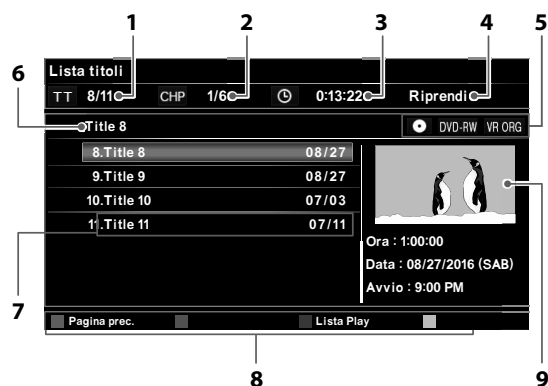 1 2 3 4 5
6
Lista titoli
TT 8/11 CHP 1/6 0:13:22 Riprendi
Title 8 DVD-RW VR ORG
8.Title 8 08/27
9.Title 9 08/27
10.Title 10 07/03
11.Title 11 07/11
Ora : 1:00:00
Data : 08/27/2016 (SAB)
Avvio : 9:00 PM
7
Pagina prec. Lista Play
8 9